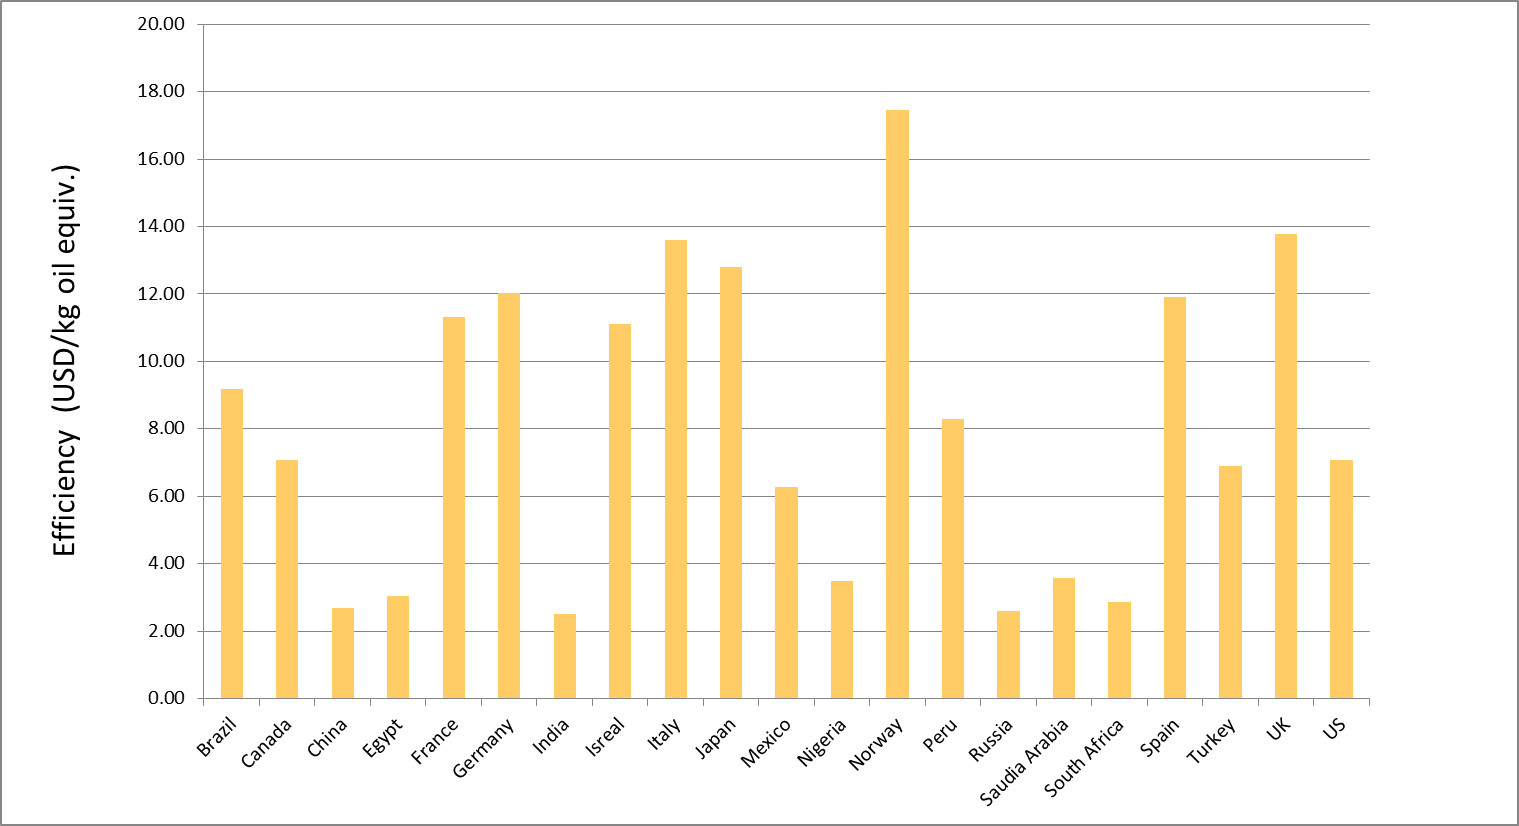 Efficiency (USD/kg oil equiv.)
20.00
18.00
16.00
14.00
12.00
10.00
8.00
6.00
4.00
2.00
0.00
Brazil
Canada
China
Egypt
France
Germany
India
Isreal
Italy
Japan
Mexico
Nigeria
Norway
Peru
Russia
Saudia Arabia
South Africa
Spain
Turkey
UK
US